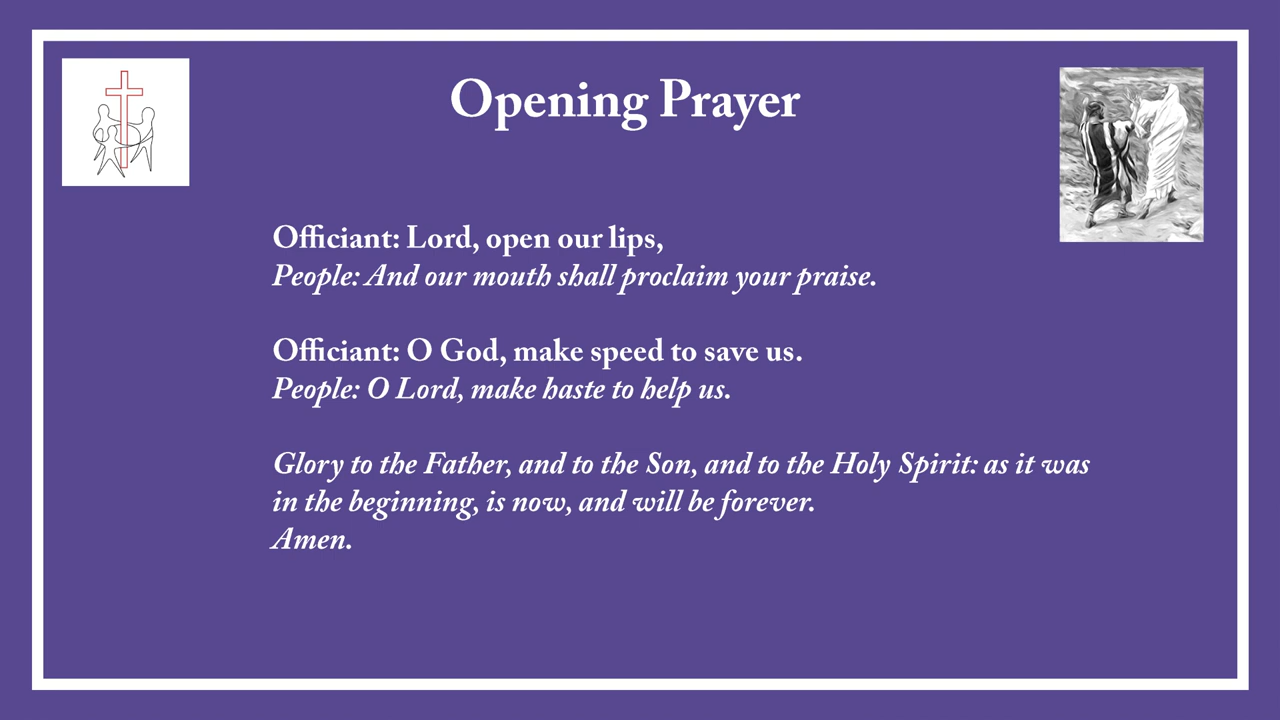 Opening Prayer
Officiant: Lord, open our lips,
People: And our mouth shall proclaim your praise.
Officiant: O God, make speed to save us.
People: O Lord, make haste to help us.
Glory to the Father, and to the Son, and to the Holy Spirit: as it was
in the beginning, is now, and will be forever.
Amen.